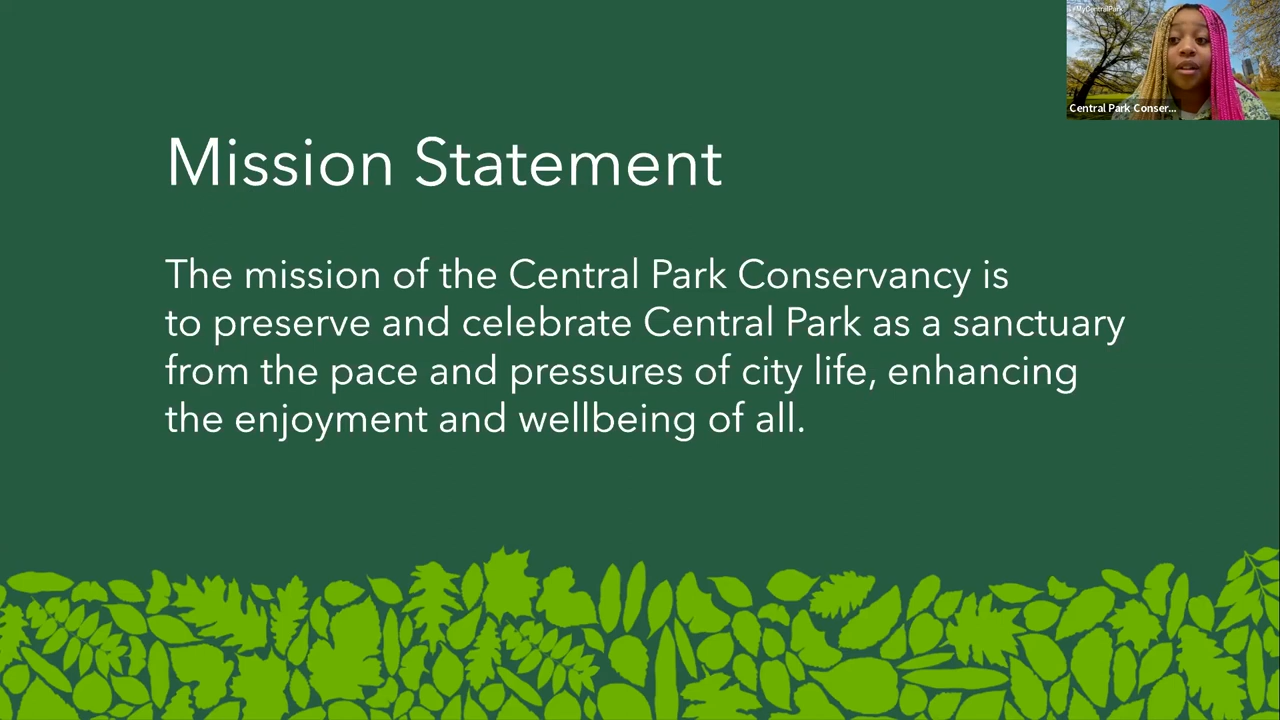 #MyCentralPark
Central Park Conser...
Mission Statement
The mission of the Central Park Conservancy is
to preserve and celebrate Central Park as a sanctuary
from the pace and pressures of city life, enhancing
the enjoyment and wellbeing of all.